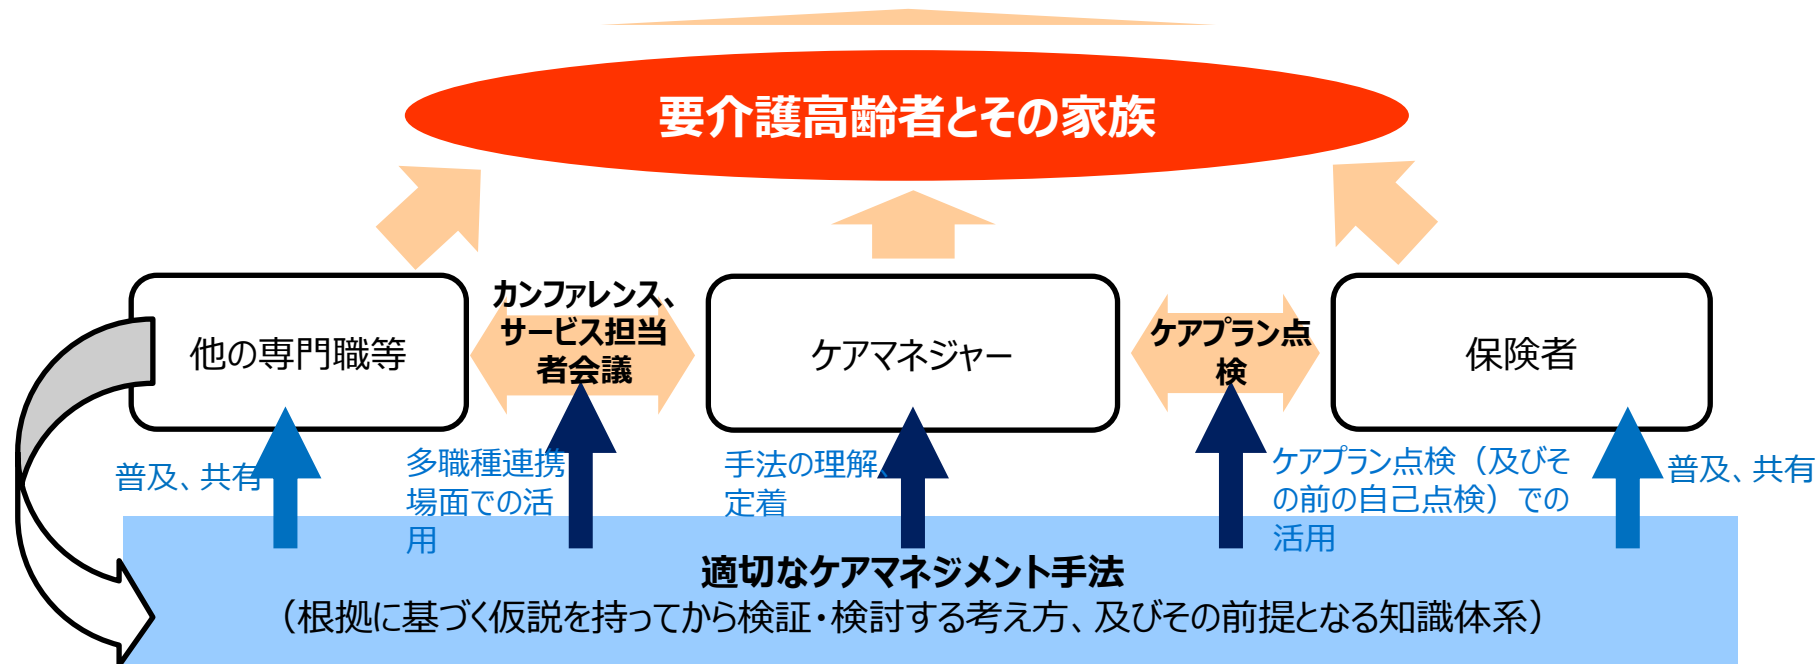 要介護高齢者とその家族
他の専門職等
カンファレンス、
サービス担当
者会議
ケアマネジャー
ケアプラン点
検
保険者
普及、共有
多職種連携
場面での活
用
手法の理解、
定着
ケアプラン点検（及びそ
の前の自己点検）での
活用
普及、共有
適切なケアマネジメント手法
（根拠に基づく仮説を持ってから検証・検討する考え方、及びその前提となる知識体系）